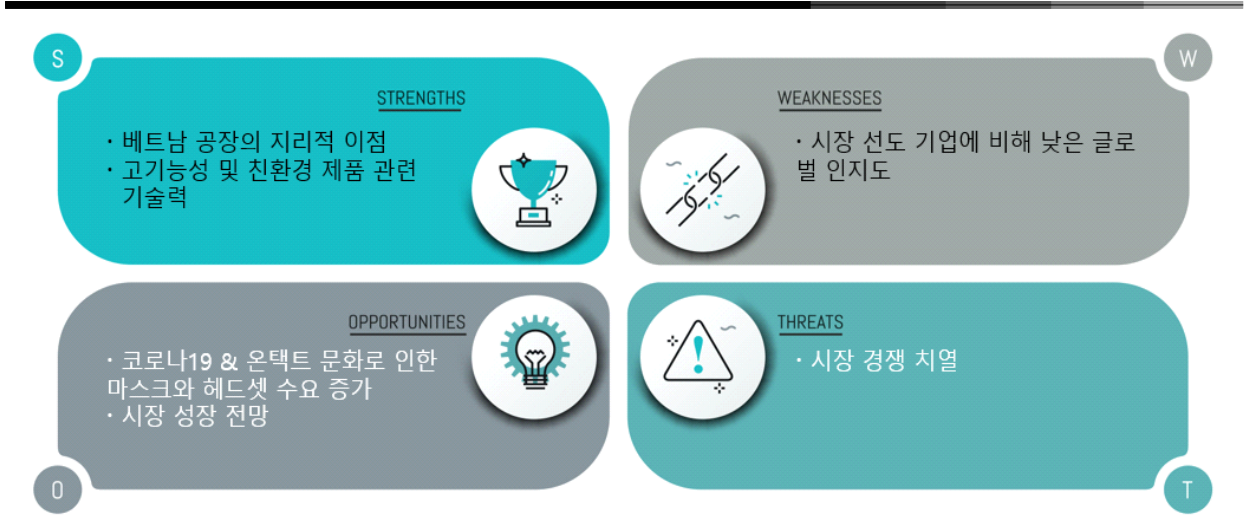 S
STRENGTHS
· 베트남 공장의 지리적 이점
· 고기능성 및 친환경 제품 관련
기술력
W
WEAKNESSES
· 시장 선도 기업에 비해 낮은 글로
벌 인지도
OPPORTUNITIES
· 코로나19 & 온택트 문화로 인한
마스크와 헤드셋 수요 증가
· 시장 성장 전망
O
THREATS
· 시장 경쟁 치열
T